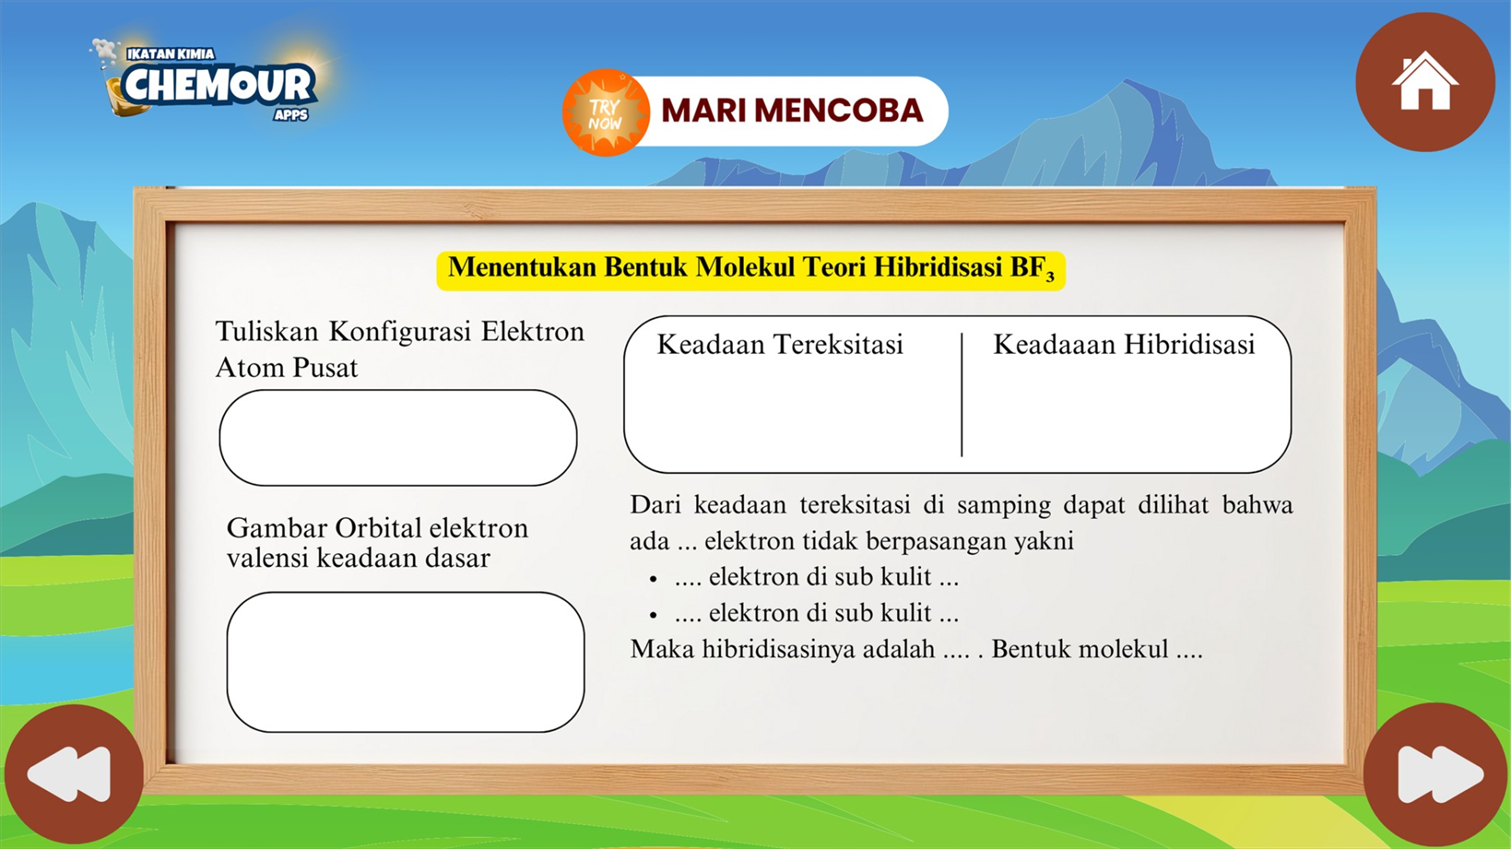 IKATAN KIMIA
CHEMOUR
APPS
TRY
NOW
MARI MENCOBA
Menentukan Bentuk Molekul Teori Hibridisasi BF₃
Tuliskan Konfigurasi Elektron
Atom Pusat
Gambar Orbital elektron
valensi keadaan dasar
Keadaan Tereksitasi
Keadaaan Hibridisasi
Dari keadaan tereksitasi di samping dapat dilihat bahwa
ada ... elektron tidak berpasangan yakni
• .... elektron di sub kulit ...
• .... elektron di sub kulit ...
Maka hibridisasinya adalah .... . Bentuk molekul ....